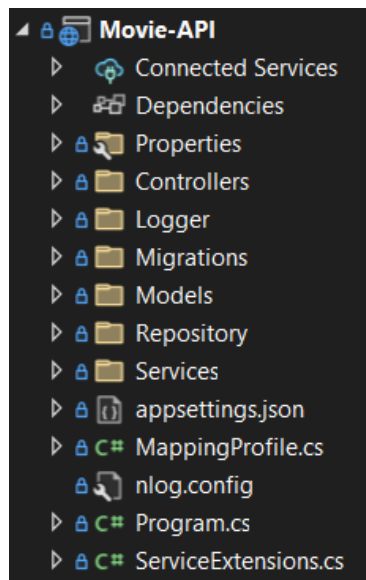 Movie-API
Connected Services
Dependencies
Properties
Controllers
Logger
Migrations
Models
Repository
Services
appsettings.json
C# MappingProfile.cs
nlog.config
C# Program.cs
C# ServiceExtensions.cs